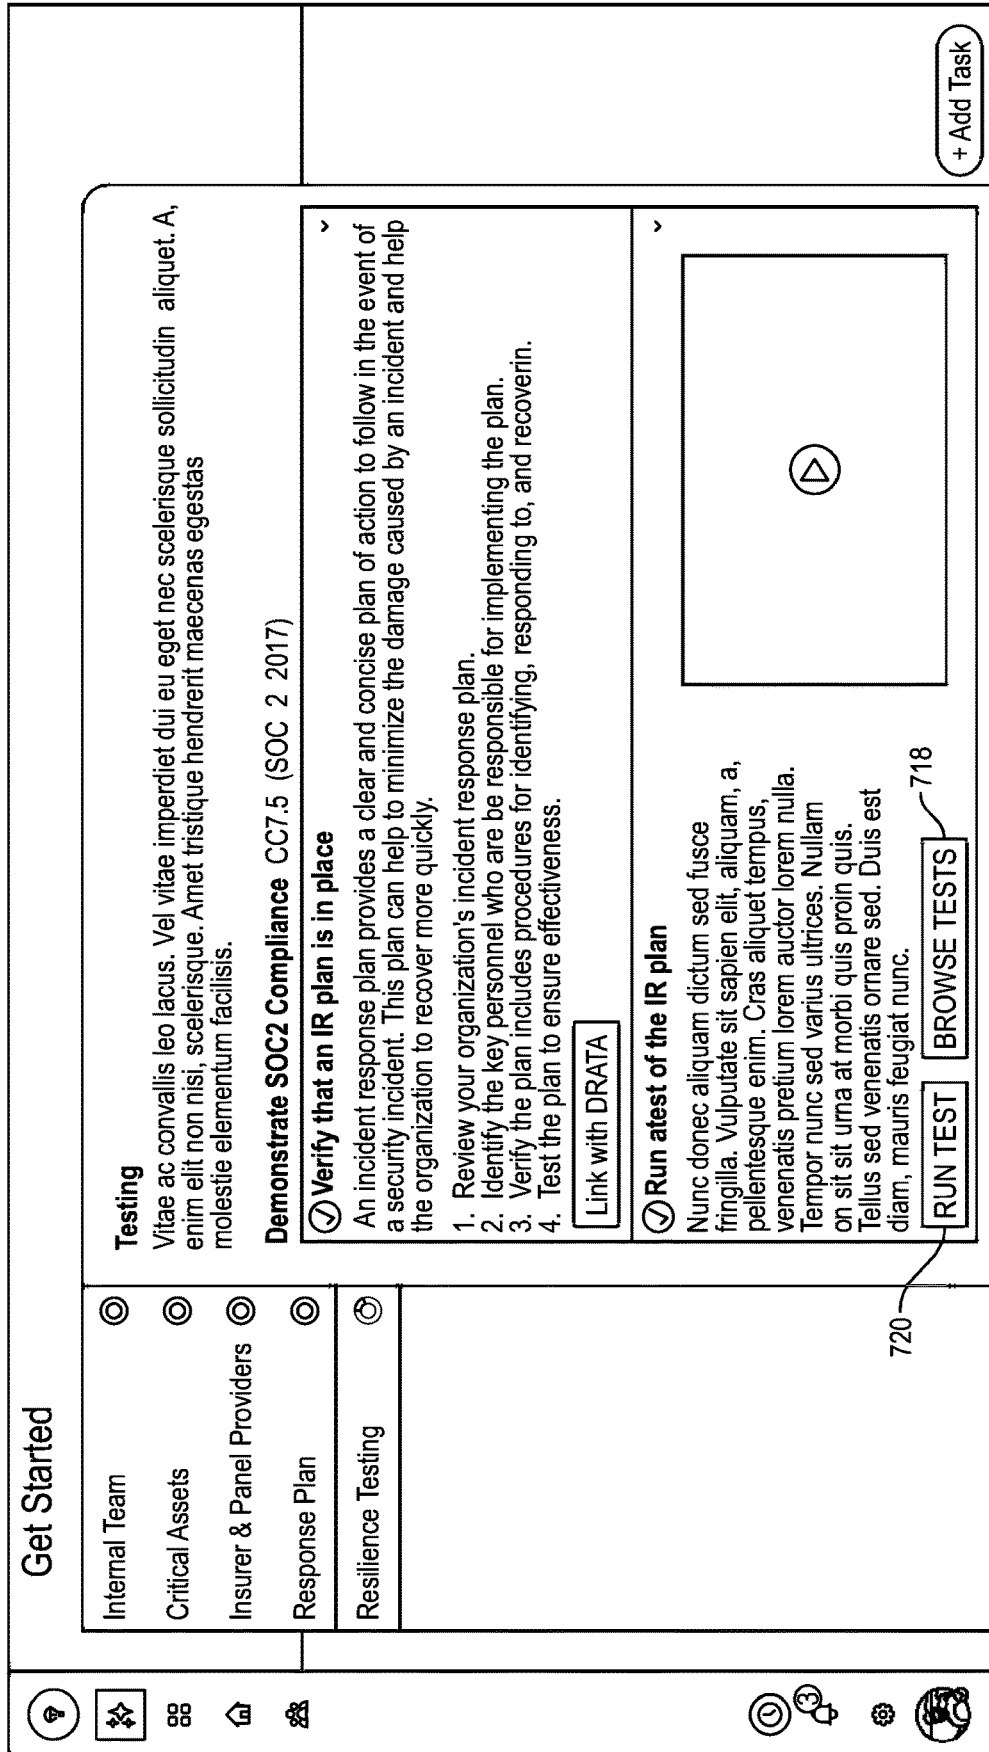 Get Started
Internal Team
Critical Assets
Insurer & Panel Providers
Response Plan
Resilience Testing
Testing
Vitae ac convallis leo lacus. Vel vitae imperdiet dui eu eget nec scelerisque sollicitudin aliquet. A,
enim elit non nisi, scelerisque. Amet tristique hendrerit maecenas egestas
molestie elementum facilisis.
Demonstrate SOC2 Compliance CC7.5 (SOC 2 2017)
Verify that an IR plan is in place
An incident response plan provides a clear and concise plan of action to follow in the event of
a security incident. This plan can help to minimize the damage caused by an incident and help
the organization to recover more quickly.
1. Review your organization's incident response plan.
2. Identify the key personnel who are be responsible for implementing the plan.
3. Verify the plan includes procedures for identifying, responding to, and recoverin.
4. Test the plan to ensure effectiveness.
Link with DRATA
Run atest of the IR plan
Nunc donec aliquam dictum sed fusce
fringilla. Vulputate sit sapien elit, aliquam, a,
pellentesque enim. Cras aliquet tempus,
venenatis pretium lorem auctor lorem nulla.
Tempor nunc sed varius ultrices. Nullam
on sit sit urna at morbi quis proin quis.
Tellus sed venenatis ornare sed. Duis est
diam, mauris feugiat nunc.
RUN TEST
BROWSE TESTS
720
718
3
+ Add Task